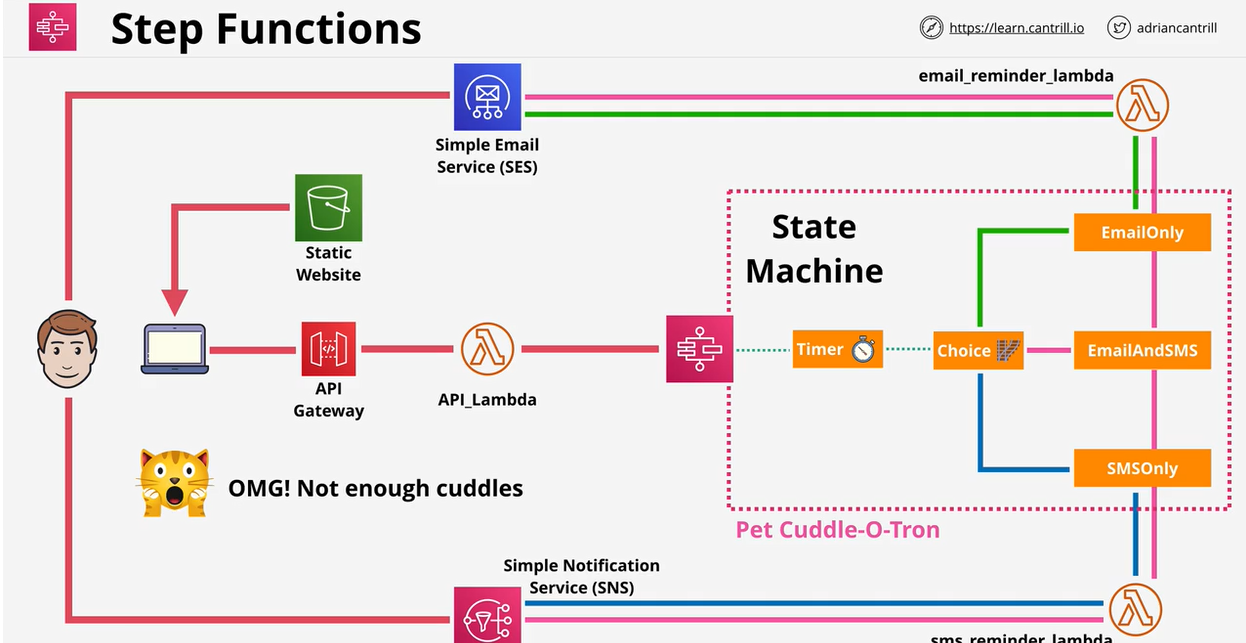 Step Functions
https://learn.cantrill.io
adriancantrill
email_reminder_lambda
Simple Email
Service (SES)
Static
Website
State
Machine
EmailOnly
Timer
Choice
EmailAndSMS
API
Gateway
API_Lambda
SMSOnly
OMG! Not enough cuddles
Pet Cuddle-O-Tron
Simple Notification
Service (SNS)
sms_reminder_lambda